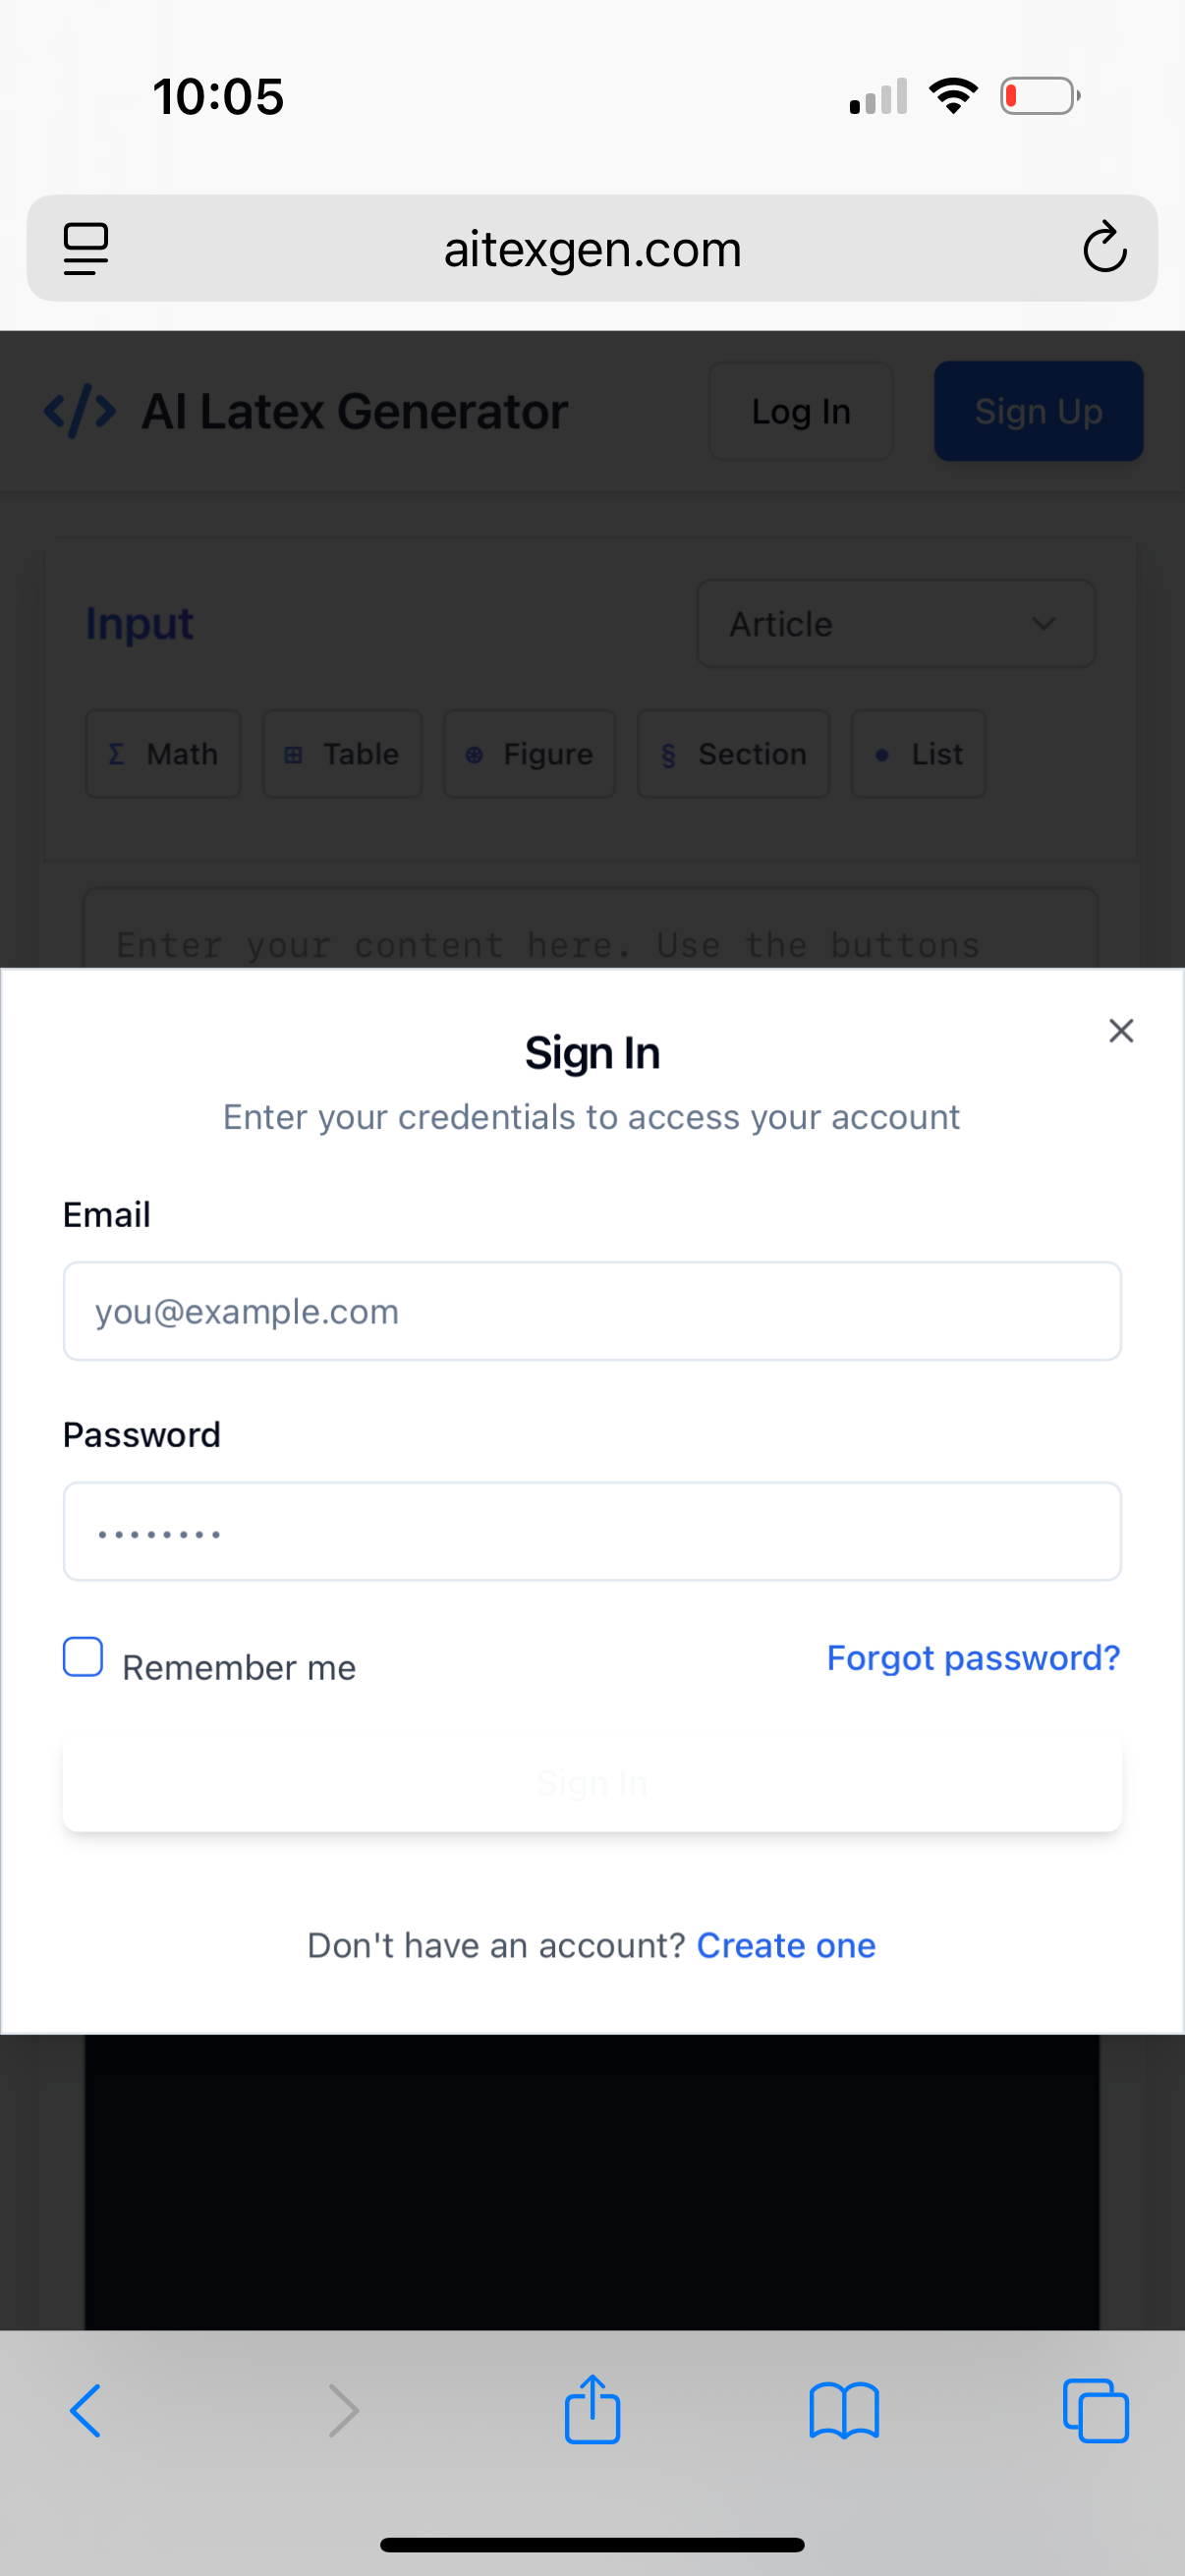 10:05
aitexgen.com
</> AI Latex Generator
Log In
Sign Up
Input
Article
Σ Math
⊞ Table
⊛ Figure
§ Section
• List
Enter your content here. Use the buttons
Sign In
Enter your credentials to access your account
Email
you@example.com
Password
••••••••
Remember me
Forgot password?
Sign In
Don't have an account? Create one